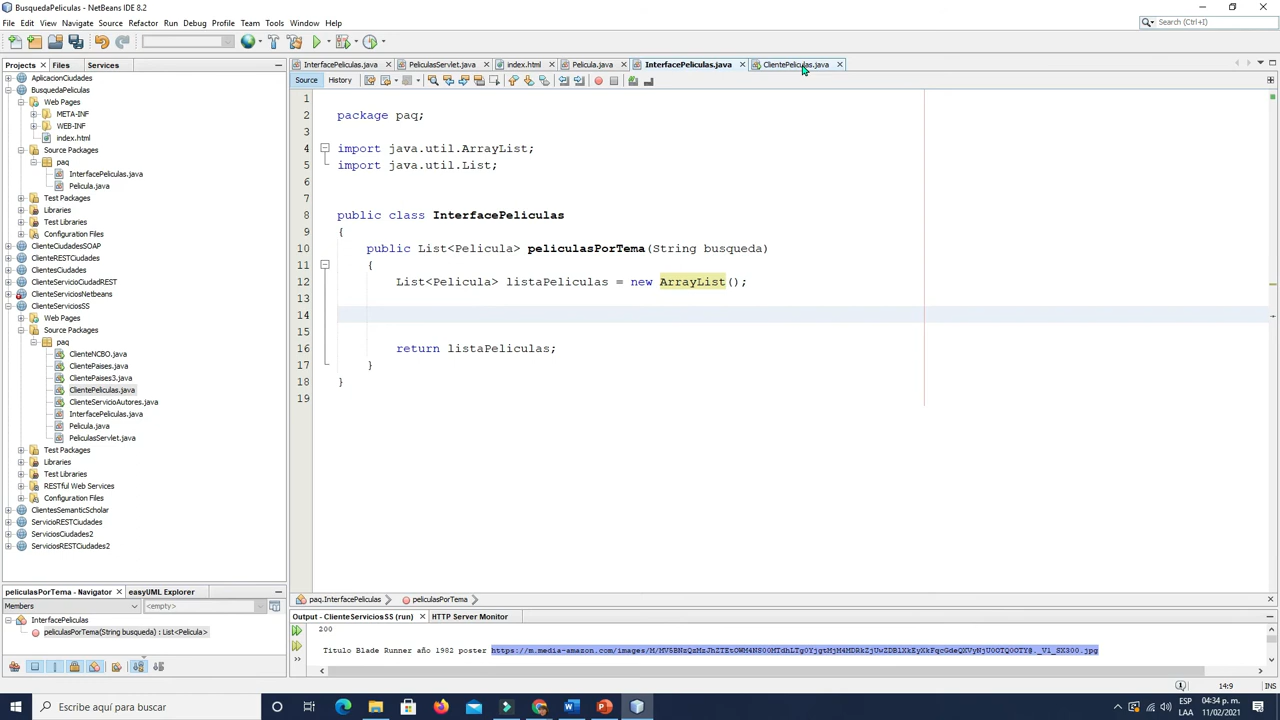 BusquedaPeliculas - NetBeans IDE 8.2
File Edit View Navigate Source Refactor Run Debug Profile Team Tools Window Help
Search (Ctrl+I)
Projects Files Services
InterfacePeliculas.java PeliculasServlet.java index.html Pelicula.java InterfacePeliculas.java ClientePeliculas.java
Source History
AplicacionCiudades
BusquedaPeliculas
Web Pages
META-INF
WEB-INF
index.html
Source Packages
paq
InterfacePeliculas.java
Pelicula.java
Test Packages
Libraries
Test Libraries
Configuration Files
ClienteCiudadesSOAP
ClienteRESTCiudades
ClientesCiudades
ClienteServicioCiudadREST
ClienteServiciosNetbeans
ClienteServiciosSS
Web Pages
Source Packages
paq
ClienteNCBO.java
ClientePaises.java
ClientePaises3.java
ClientePeliculas.java
ClienteServicioAutores.java
InterfacePeliculas.java
Pelicula.java
PeliculasServlet.java
Test Packages
Libraries
Test Libraries
RESTful Web Services
Configuration Files
ClientesSemanticScholar
ServicioRESTCiudades
ServiciosCiudades2
ServiciosRESTCiudades2
1
2 package paq;
3
4 import java.util.ArrayList;
5 import java.util.List;
6
7
8 public class InterfacePeliculas
9 {
10 public List<Pelicula> peliculasPorTema(String busqueda)
11 {
12 List<Pelicula> listaPeliculas = new ArrayList();
13
14
15
16 return listaPeliculas;
17 }
18 }
19
peliculasPorTema - Navigator easyUML Explorer
Members <empty>
InterfacePeliculas
peliculasPorTema(String busqueda) : List<Pelicula>
paq.InterfacePeliculas peliculasPorTema
Output - ClienteServiciosSS (run) HTTP Server Monitor
200
Titulo Blade Runner año 1982 poster
14:9 INS
Escribe aquí para buscar
ESP
LAA
04:34 p. m.
11/02/2021